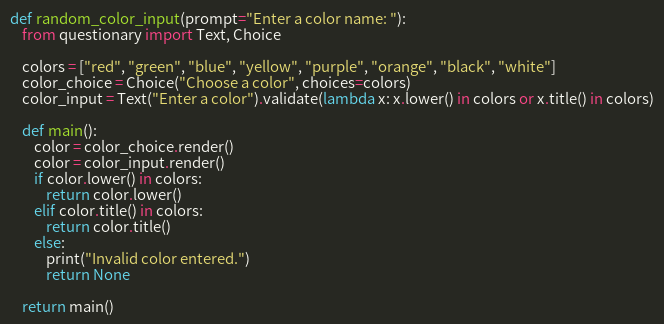 def random_color_input(prompt="Enter a color name: "):
    from questionary import Text, Choice

    colors = ["red", "green", "blue", "yellow", "purple", "orange", "black", "white"]
    color_choice = Choice("Choose a color", choices=colors)
    color_input = Text("Enter a color").validate(lambda x: x.lower() in colors or x.title() in colors)

    def main():
        color = color_choice.render()
        color = color_input.render()
        if color.lower() in colors:
            return color.lower()
        elif color.title() in colors:
            return color.title()
        else:
            print("Invalid color entered.")
            return None

    return main()